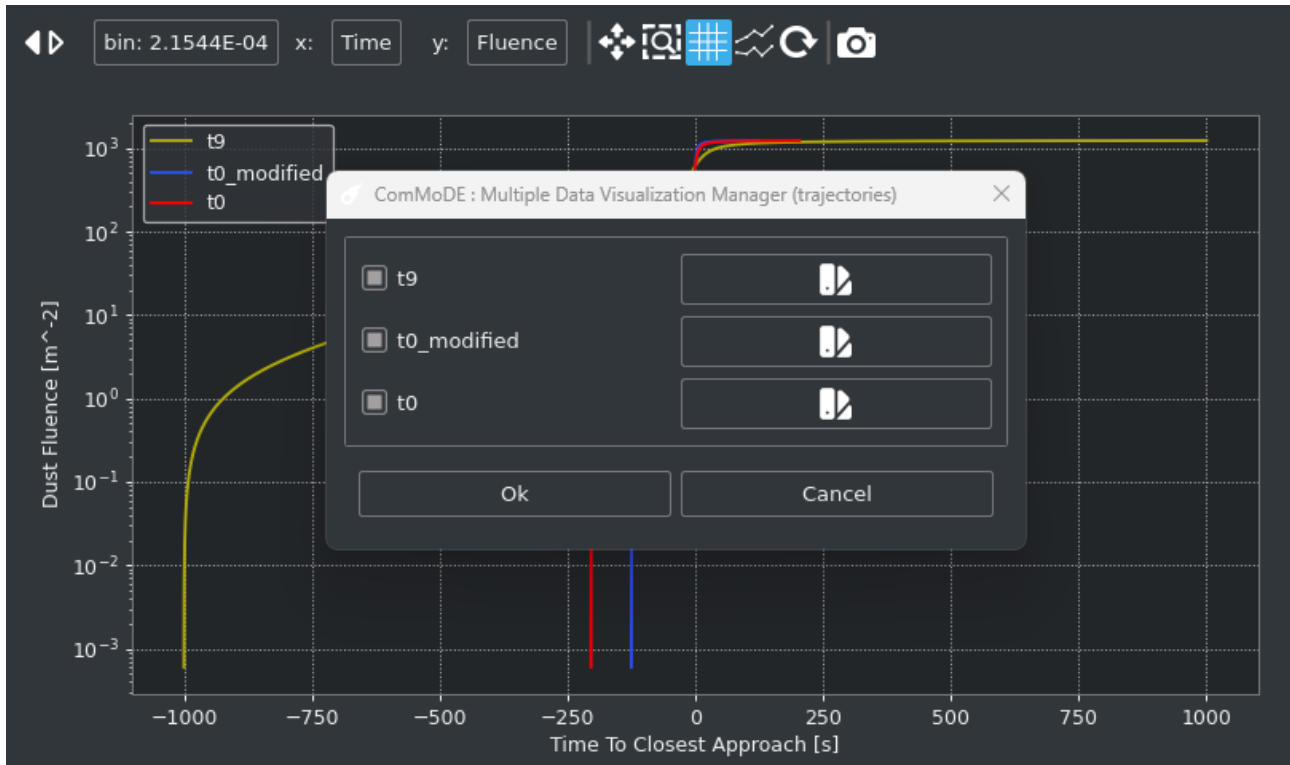 bin: 2.1544E-04 x: Time y: Fluence
t9
t0_modified
t0
10^3
10^2
10^1
10^0
10^−1
10^−2
10^−3
Dust Fluence [m^-2]
ComMoDE : Multiple Data Visualization Manager (trajectories)
t9
t0_modified
t0
Ok Cancel
−1000 −750 −500 −250 0 250 500 750 1000
Time To Closest Approach [s]